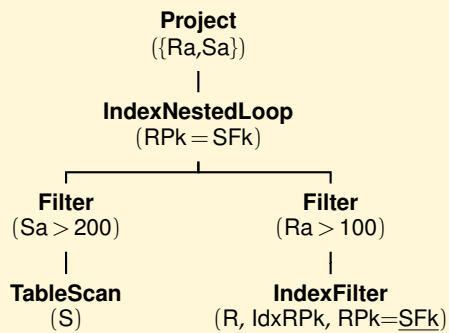 Project
({Ra,Sa})
IndexNestedLoop
(RPk = SFk)
Filter
(Sa > 200)
Filter
(Ra > 100)
TableScan
(S)
IndexFilter
(R, IdxRPk, RPk=SFk)